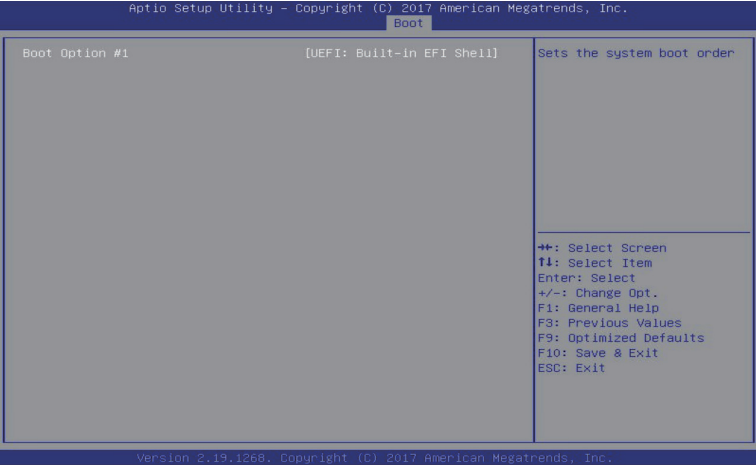 Aptio Setup Utility – Copyright (C) 2017 American Megatrends, Inc.
Boot
Boot Option #1 [UEFI: Built-in EFI Shell]
Sets the system boot order
→←: Select Screen
↑↓: Select Item
Enter: Select
+/-: Change Opt.
F1: General Help
F3: Previous Values
F9: Optimized Defaults
F10: Save & Exit
ESC: Exit
Version 2.19.1268. Copyright (C) 2017 American Megatrends, Inc.